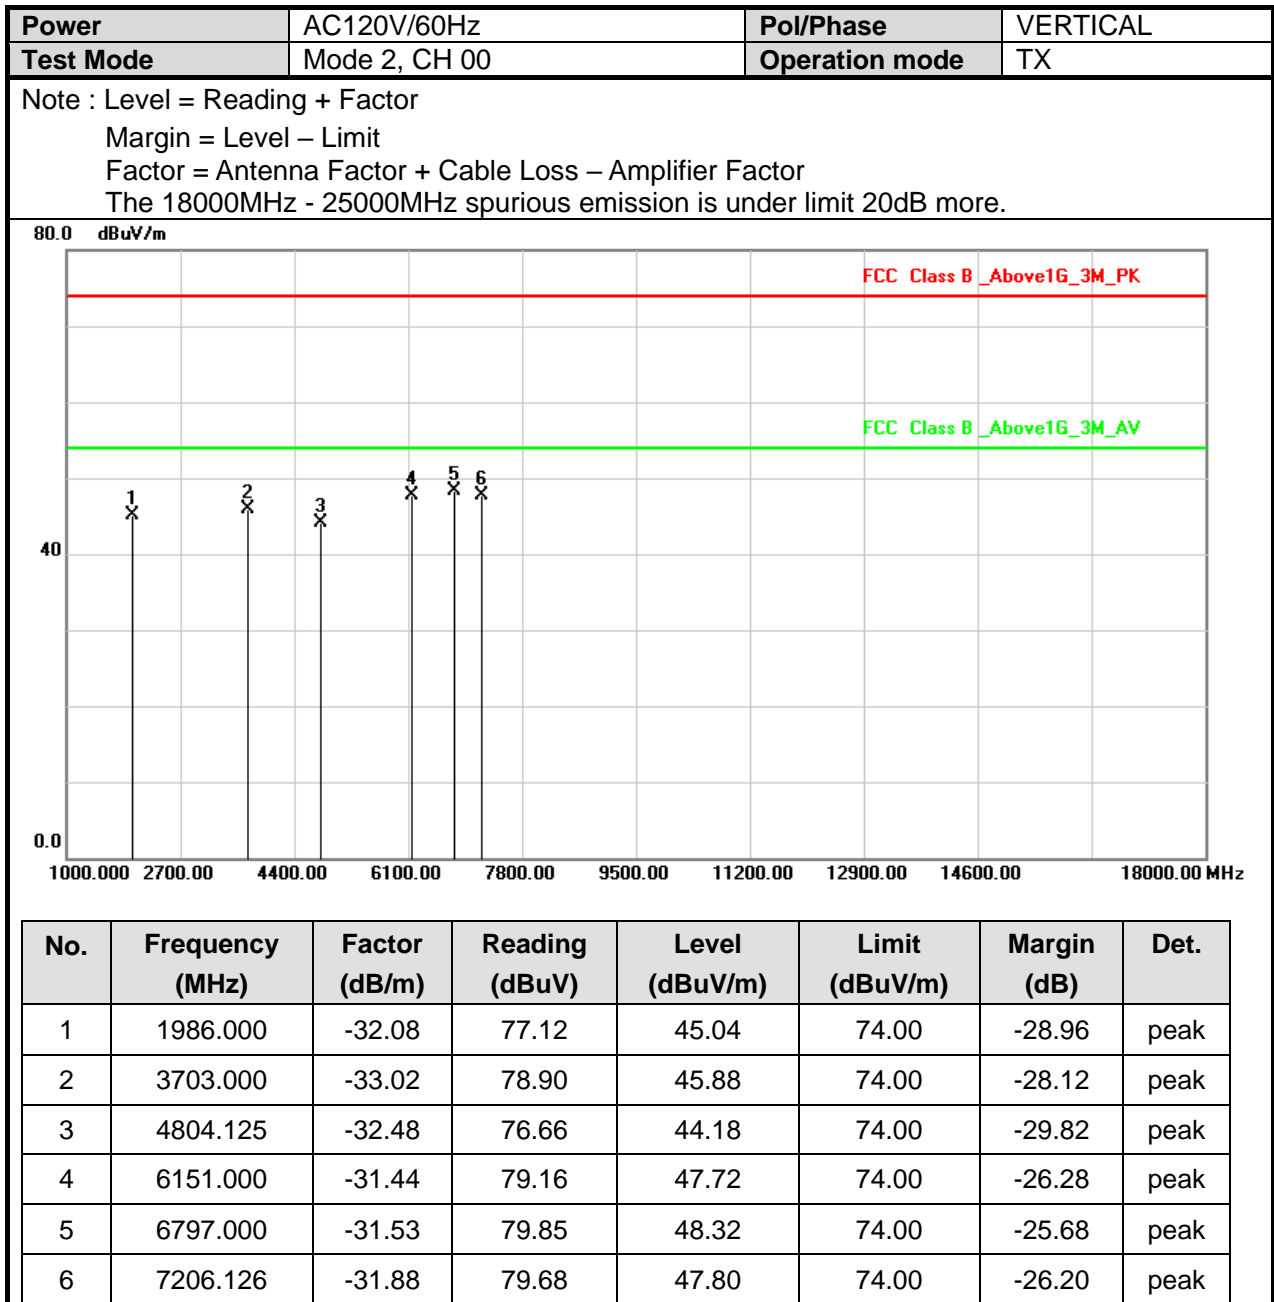 Power AC120V/60Hz Pol/Phase VERTICAL
Test Mode Mode 2, CH 00 Operation mode TX
Note : Level = Reading + Factor
Margin = Level – Limit
Factor = Antenna Factor + Cable Loss – Amplifier Factor
The 18000MHz - 25000MHz spurious emission is under limit 20dB more.
80.0 dBuV/m
FCC Class B _Above1G_3M_PK
FCC Class B _Above1G_3M_AV
1 2 3 4 5 6
40
0.0
1000.000 2700.00 4400.00 6100.00 7800.00 9500.00 11200.00 12900.00 14600.00 18000.00 MHz
No. Frequency Factor Reading Level Limit Margin Det.
(MHz) (dB/m) (dBuV) (dBuV/m) (dBuV/m) (dB)
1 1986.000 -32.08 77.12 45.04 74.00 -28.96 peak
2 3703.000 -33.02 78.90 45.88 74.00 -28.12 peak
3 4804.125 -32.48 76.66 44.18 74.00 -29.82 peak
4 6151.000 -31.44 79.16 47.72 74.00 -26.28 peak
5 6797.000 -31.53 79.85 48.32 74.00 -25.68 peak
6 7206.126 -31.88 79.68 47.80 74.00 -26.20 peak